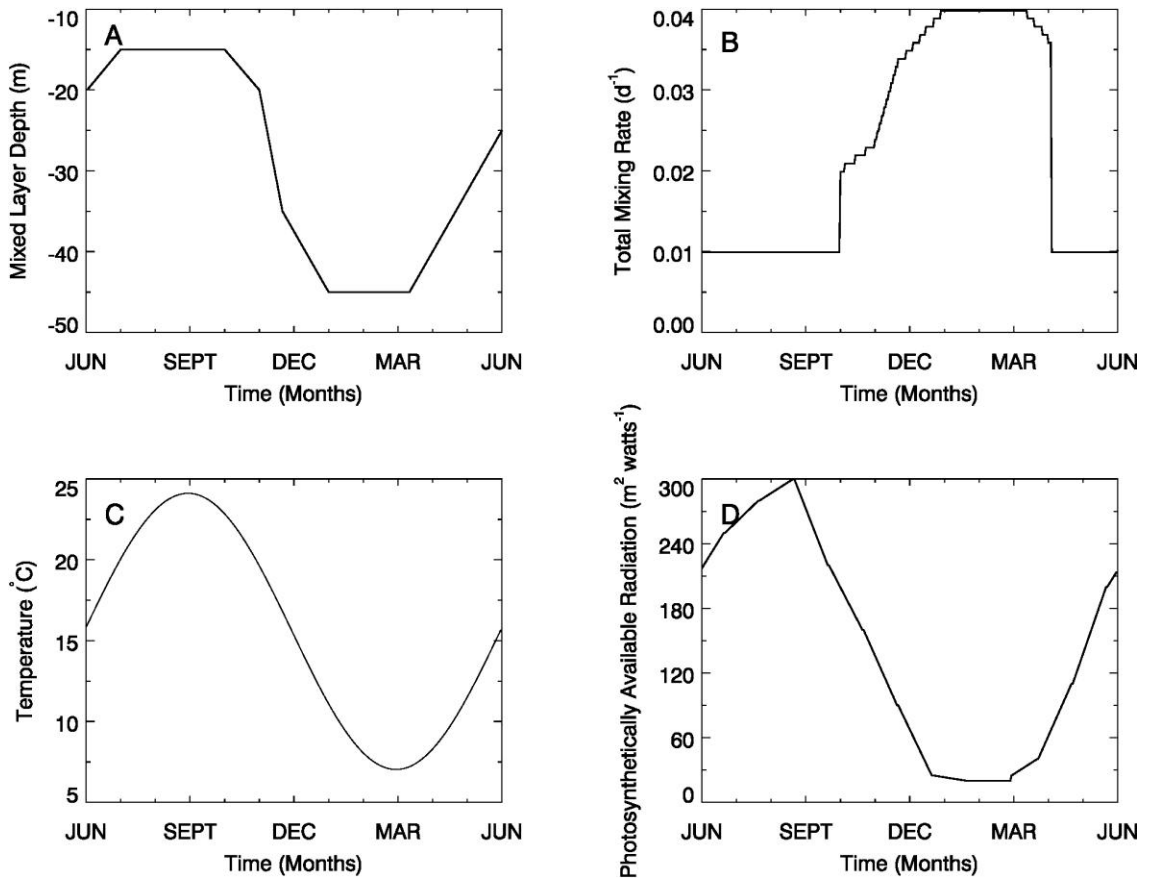 A
Mixed Layer Depth (m)
-10
-20
-30
-40
-50
JUN SEPT DEC MAR JUN
Time (Months)
B
Total Mixing Rate (d⁻¹)
0.04
0.03
0.02
0.01
0.00
JUN SEPT DEC MAR JUN
Time (Months)
C
Temperature (°C)
25
20
15
10
5
JUN SEPT DEC MAR JUN
Time (Months)
D
Photosynthetically Available Radiation (m² watts⁻¹)
300
240
180
120
60
0
JUN SEPT DEC MAR JUN
Time (Months)